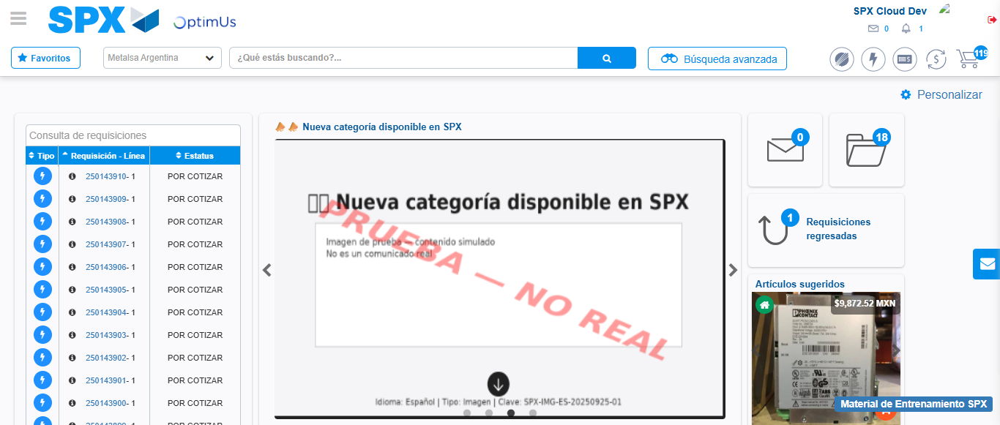 SPX
OptimUs
SPX Cloud Dev
0
1
Favoritos
Metalsa Argentina
¿Qué estás buscando?...
Búsqueda avanzada
119
Personalizar
Consulta de requisiciones
Tipo
Requisición - Línea
Estatus
250143910- 1
POR COTIZAR
250143909- 1
POR COTIZAR
250143908- 1
POR COTIZAR
250143907- 1
POR COTIZAR
250143906- 1
POR COTIZAR
250143905- 1
POR COTIZAR
250143904- 1
POR COTIZAR
250143903- 1
POR COTIZAR
250143902- 1
POR COTIZAR
250143901- 1
POR COTIZAR
250143900- 1
POR COTIZAR
250143899- 1
POR COTIZAR
Nueva categoría disponible en SPX
Nueva categoría disponible en SPX
Imagen de prueba — contenido simulado
No es un comunicado real
PRUEBA — NO REAL
Idioma: Español | Tipo: Imagen | Clave: SPX-IMG-ES-20250925-01
0
18
1
Requisiciones
regresadas
Artículos sugeridos
$9,872.52 MXN
PHOENIX
CONTACT
Material de Entrenamiento SPX